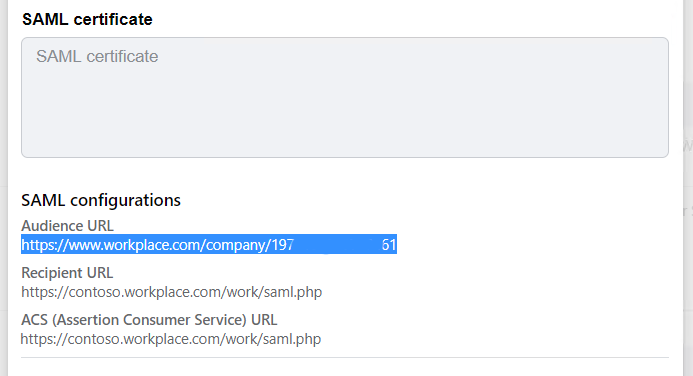 SAML certificate
SAML certificate
SAML configurations
Audience URL
https://www.workplace.com/company/197 61
Recipient URL
https://contoso.workplace.com/work/saml.php
ACS (Assertion Consumer Service) URL
https://contoso.workplace.com/work/saml.php